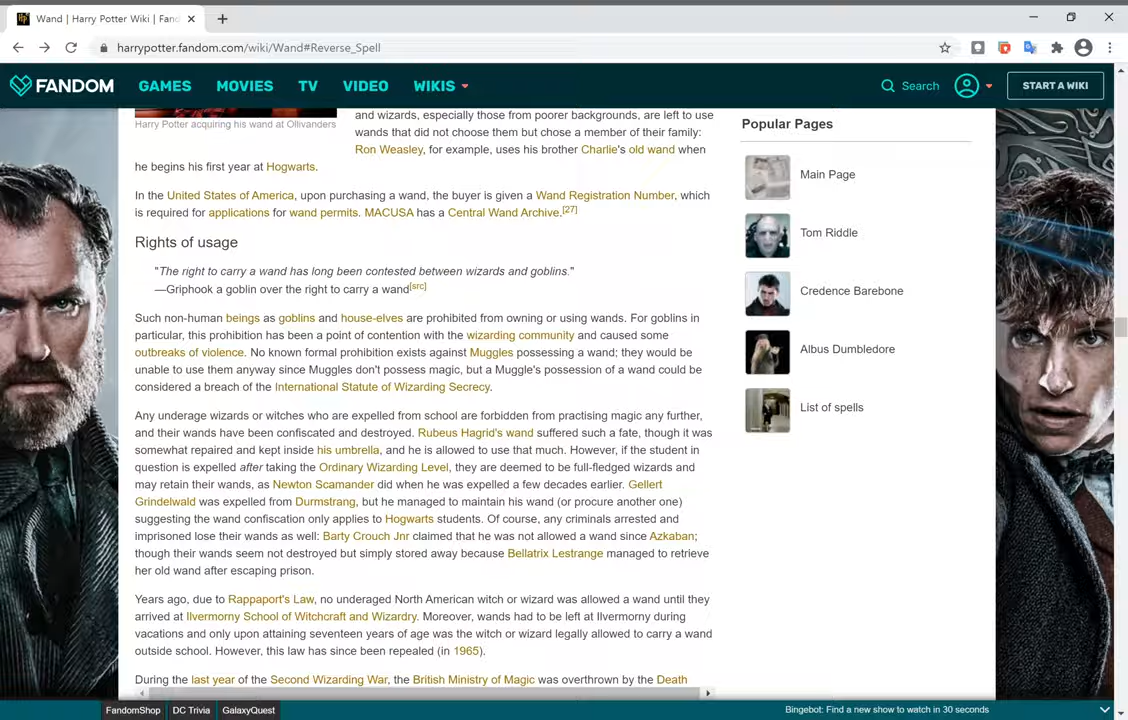 Wand | Harry Potter Wiki | Fand
harrypotter.fandom.com/wiki/Wand#Reverse_Spell
FANDOM GAMES MOVIES TV VIDEO WIKIS Search START A WIKI
Harry Potter acquiring his wand at Ollivanders
and wizards, especially those from poorer backgrounds, are left to use
wands that did not choose them but chose a member of their family:
Ron Weasley, for example, uses his brother Charlie's old wand when
he begins his first year at Hogwarts.
In the United States of America, upon purchasing a wand, the buyer is given a Wand Registration Number, which
is required for applications for wand permits. MACUSA has a Central Wand Archive.[27]
Rights of usage
"The right to carry a wand has long been contested between wizards and goblins."
—Griphook a goblin over the right to carry a wand[src]
Such non-human beings as goblins and house-elves are prohibited from owning or using wands. For goblins in
particular, this prohibition has been a point of contention with the wizarding community and caused some
outbreaks of violence. No known formal prohibition exists against Muggles possessing a wand; they would be
unable to use them anyway since Muggles don't possess magic, but a Muggle's possession of a wand could be
considered a breach of the International Statute of Wizarding Secrecy.
Any underage wizards or witches who are expelled from school are forbidden from practising magic any further,
and their wands have been confiscated and destroyed. Rubeus Hagrid's wand suffered such a fate, though it was
somewhat repaired and kept inside his umbrella, and he is allowed to use that much. However, if the student in
question is expelled after taking the Ordinary Wizarding Level, they are deemed to be full-fledged wizards and
may retain their wands, as Newton Scamander did when he was expelled a few decades earlier. Gellert
Grindelwald was expelled from Durmstrang, but he managed to maintain his wand (or procure another one)
suggesting the wand confiscation only applies to Hogwarts students. Of course, any criminals arrested and
imprisoned lose their wands as well: Barty Crouch Jnr claimed that he was not allowed a wand since Azkaban;
though their wands seem not destroyed but simply stored away because Bellatrix Lestrange managed to retrieve
her old wand after escaping prison.
Years ago, due to Rappaport's Law, no underaged North American witch or wizard was allowed a wand until they
arrived at Ilvermorny School of Witchcraft and Wizardry. Moreover, wands had to be left at Ilvermorny during
vacations and only upon attaining seventeen years of age was the witch or wizard legally allowed to carry a wand
outside school. However, this law has since been repealed (in 1965).
During the last year of the Second Wizarding War, the British Ministry of Magic was overthrown by the Death
Popular Pages
Main Page
Tom Riddle
Credence Barebone
Albus Dumbledore
List of spells
FandomShop DC Trivia GalaxyQuest Bingebot: Find a new show to watch in 30 seconds